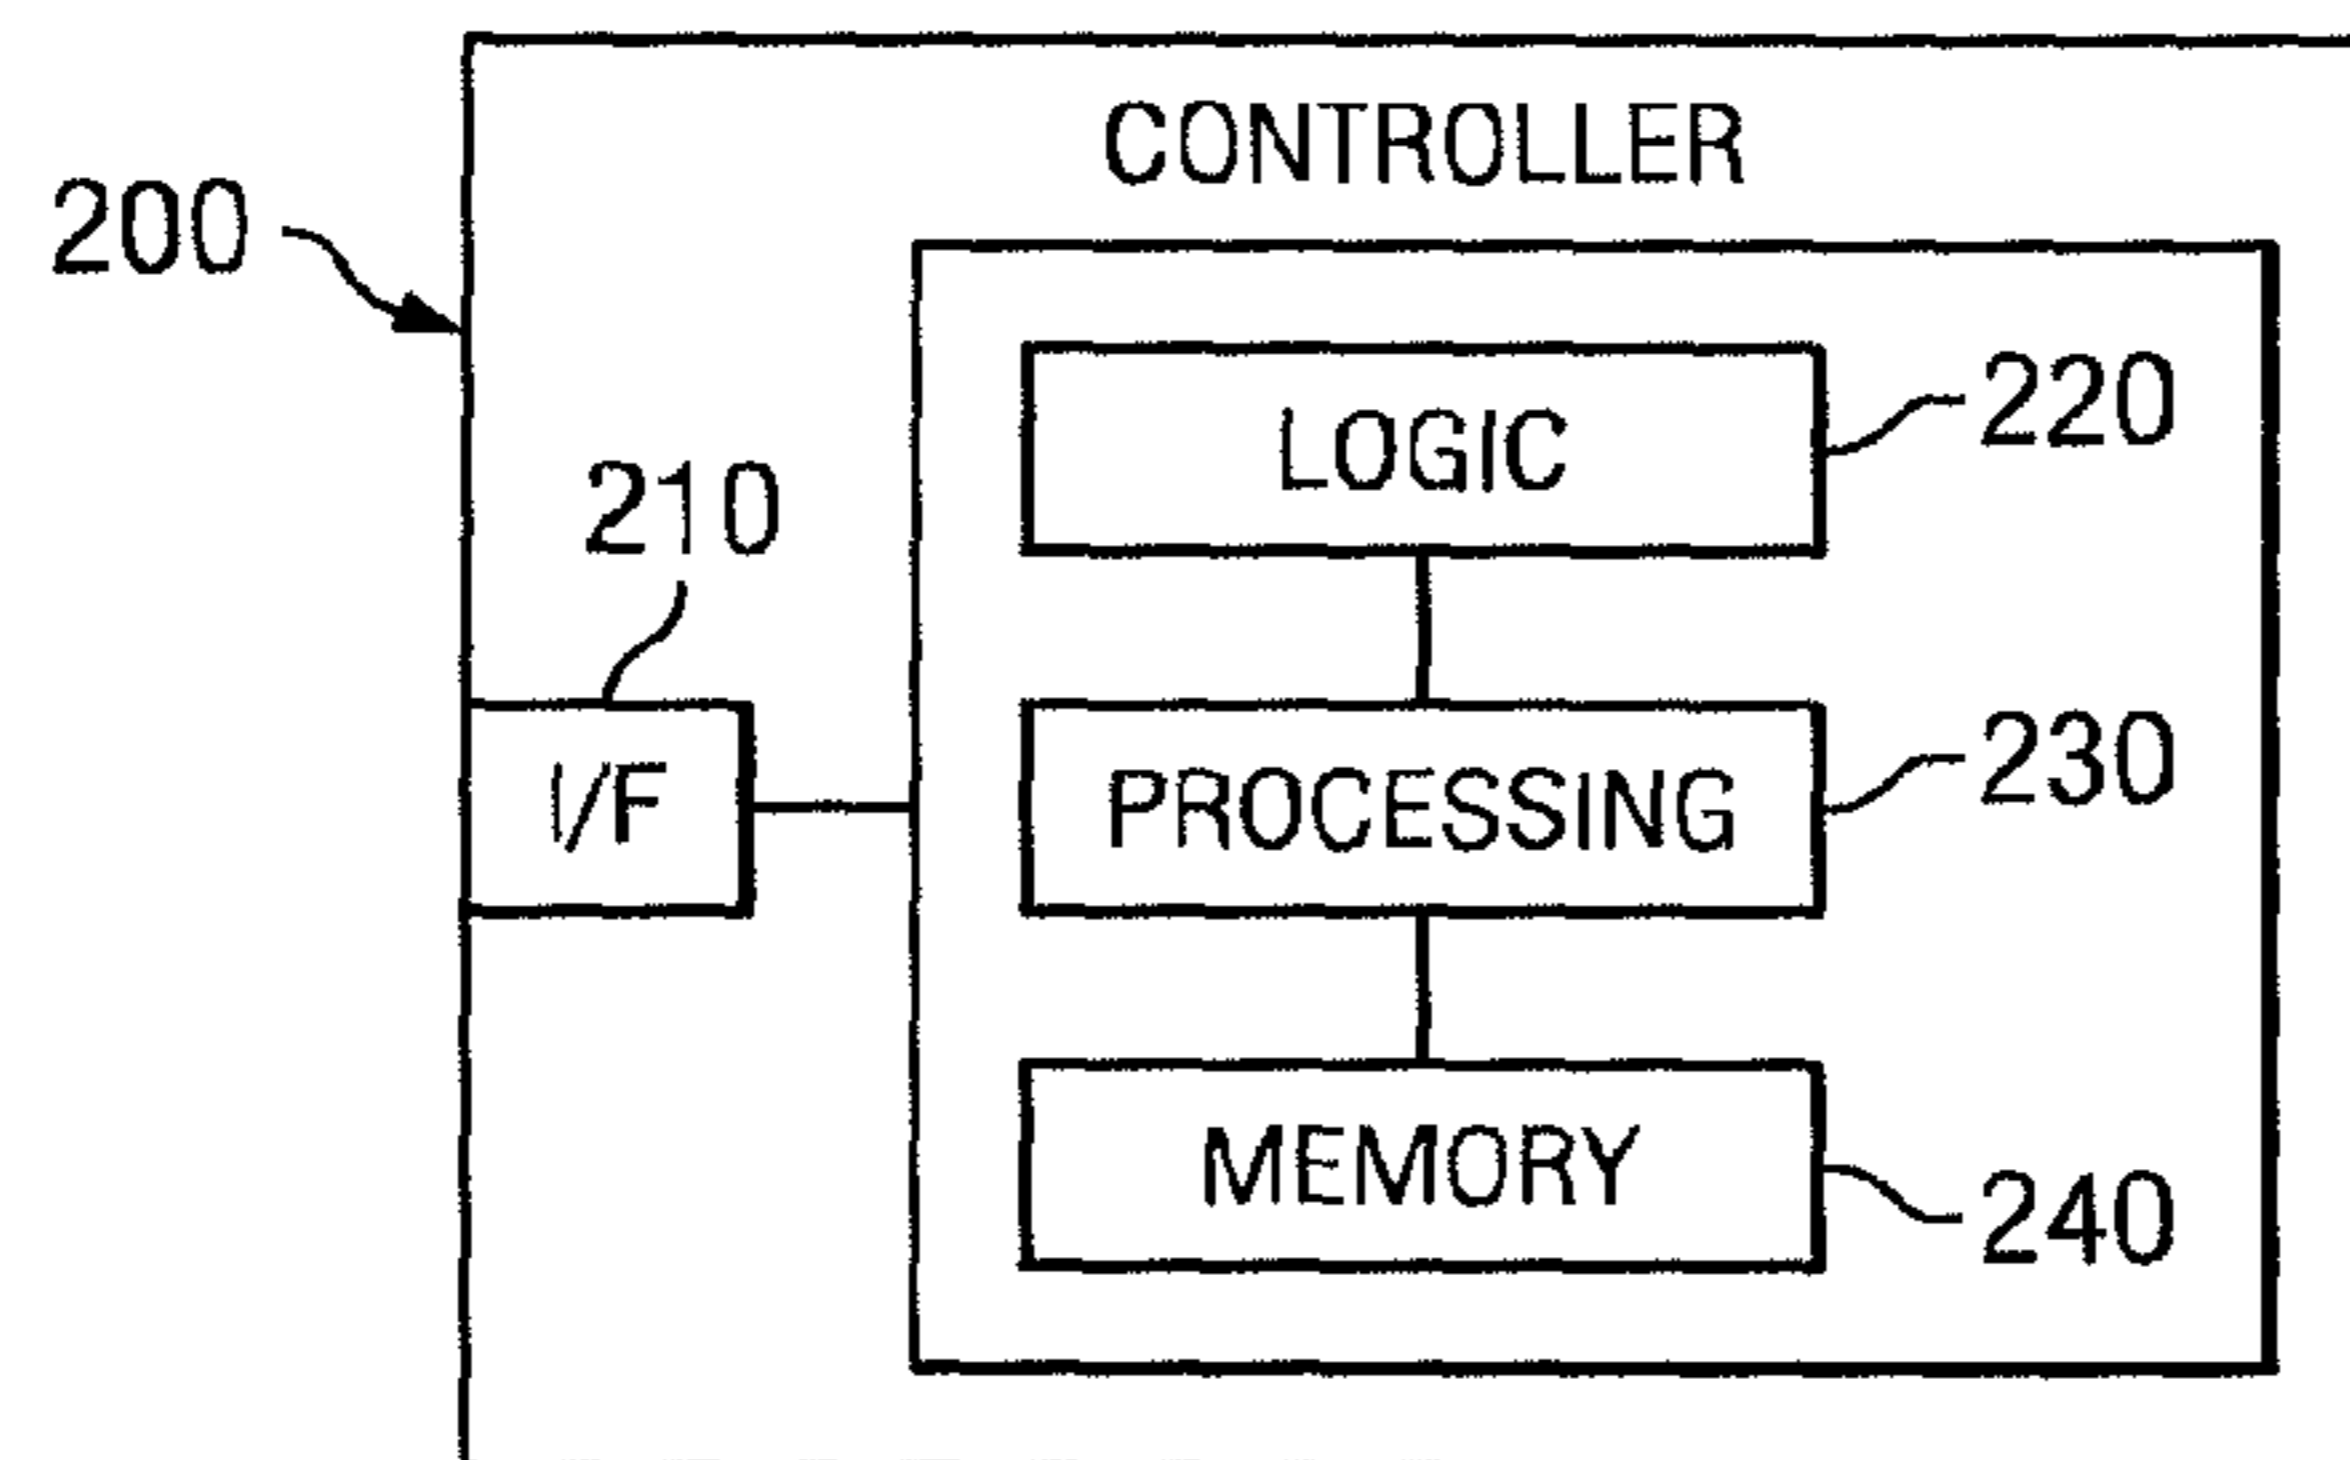 CONTROLLER
200
LOGIC
220
210
I/F
PROCESSING
230
MEMORY
240